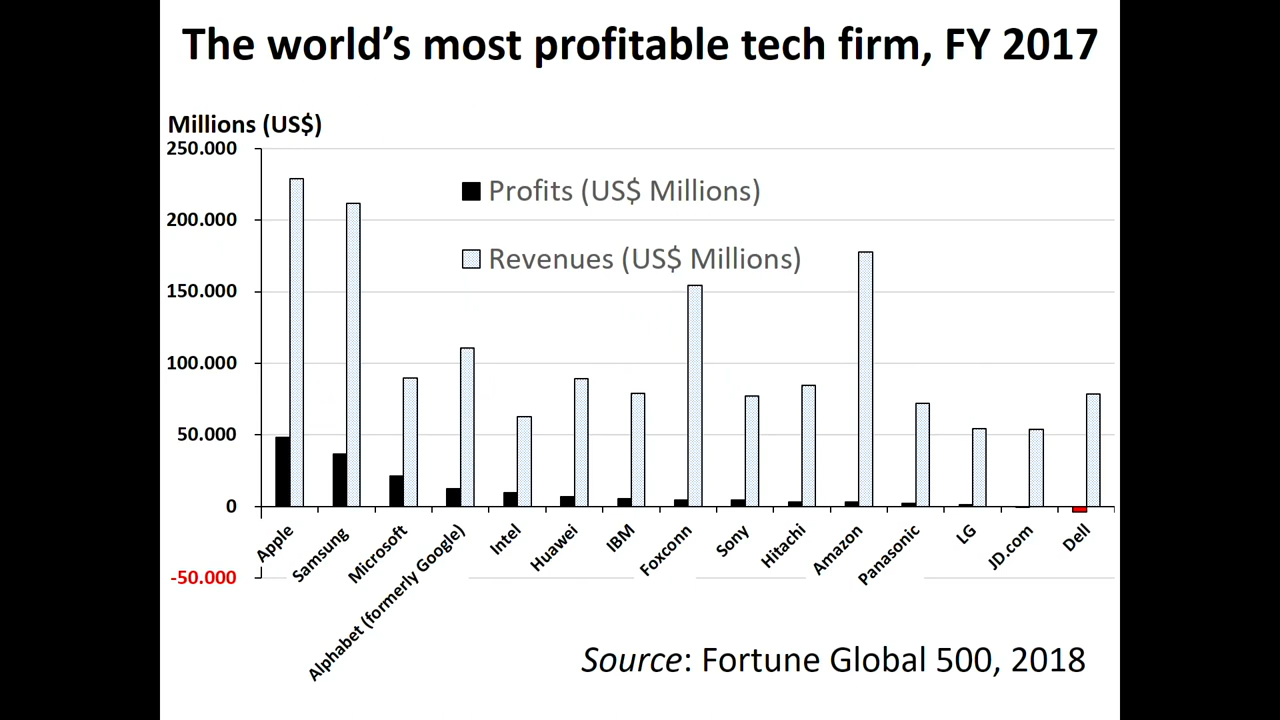 The world’s most profitable tech firm, FY 2017
Millions (US$)
250.000
200.000
150.000
100.000
50.000
0
-50.000
Profits (US$ Millions)
Revenues (US$ Millions)
Apple
Samsung
Microsoft
Alphabet (formerly Google)
Intel
Huawei
IBM
Foxconn
Sony
Hitachi
Amazon
Panasonic
LG
JD.com
Dell
Source: Fortune Global 500, 2018